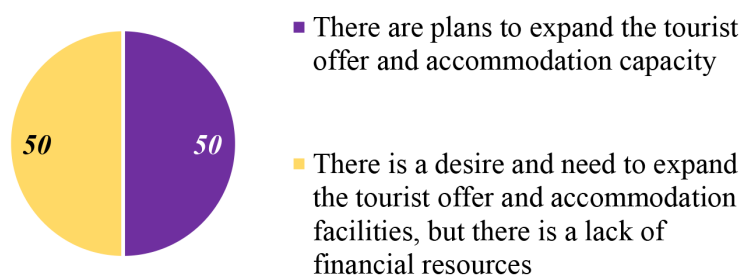 There are plans to expand the tourist
offer and accommodation capacity
50
50
There is a desire and need to expand
the tourist offer and accommodation
facilities, but there is a lack of
financial resources